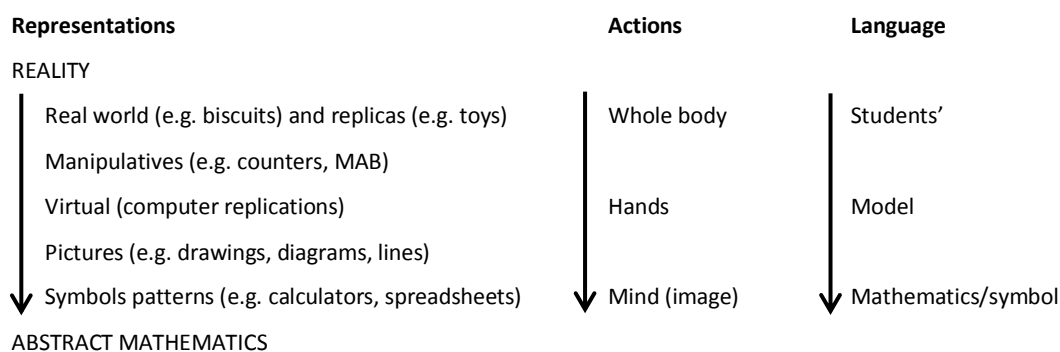 Representations Actions Language
REALITY
Real world (e.g. biscuits) and replicas (e.g. toys) Whole body Students’
Manipulatives (e.g. counters, MAB)
Virtual (computer replications) Hands Model
Pictures (e.g. drawings, diagrams, lines)
Symbols patterns (e.g. calculators, spreadsheets) Mind (image) Mathematics/symbol
ABSTRACT MATHEMATICS